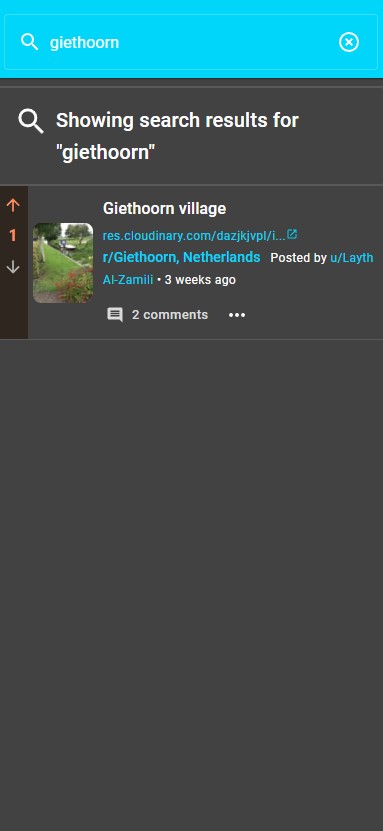 giethoorn
Showing search results for
"giethoorn"
Giethoorn village
res.cloudinary.com/dazjkjvpl/i...
r/Giethoorn, Netherlands Posted by u/Layth
Al-Zamili • 3 weeks ago
1
2 comments